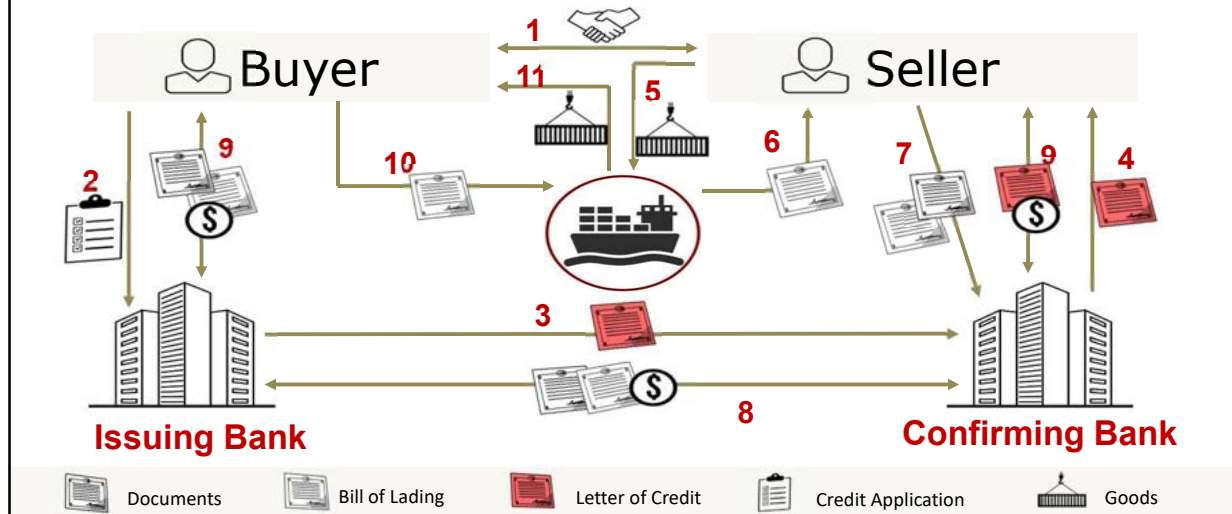 1
Buyer
Seller
11
5
2
9
10
6
7
9
4
$
$
3
$
8
Issuing Bank
Confirming Bank
Documents
Bill of Lading
Letter of Credit
Credit Application
Goods